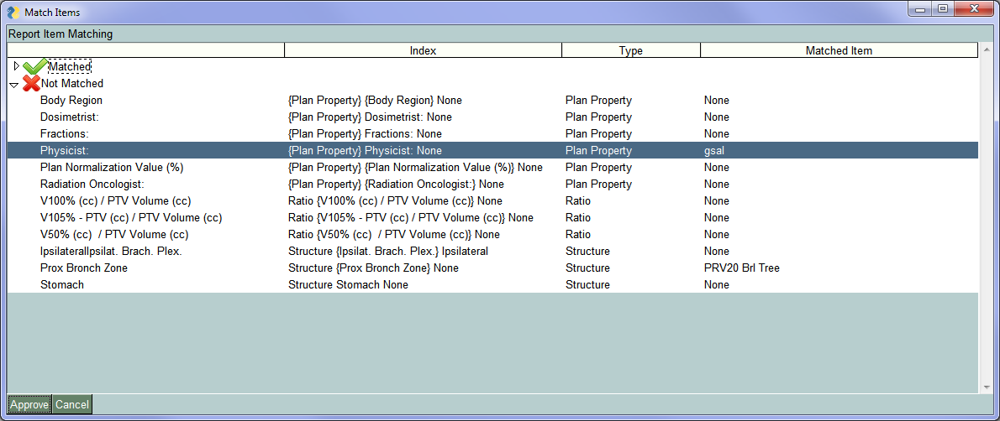 Match Items
Report Item Matching
Index Type Matched Item
Matched
Not Matched
Body Region {Plan Property} {Body Region} None Plan Property None
Dosimetrist: {Plan Property} Dosimetrist: None Plan Property None
Fractions: {Plan Property} Fractions: None Plan Property None
Physicist: {Plan Property} Physicist: None Plan Property gsal
Plan Normalization Value (%) {Plan Property} {Plan Normalization Value (%)} None Plan Property None
Radiation Oncologist: {Plan Property} {Radiation Oncologist:} None Plan Property None
V100% (cc) / PTV Volume (cc) Ratio {V100% (cc) / PTV Volume (cc)} None Ratio None
V105% - PTV (cc) / PTV Volume (cc) Ratio {V105% - PTV (cc) / PTV Volume (cc)} None Ratio None
V50% (cc)  / PTV Volume (cc) Ratio {V50% (cc)  / PTV Volume (cc)} None Ratio None
IpsilateralIpsilat. Brach. Plex. Structure {Ipsilat. Brach. Plex.} Ipsilateral Structure None
Prox Bronch Zone Structure {Prox Bronch Zone} None Structure PRV20 Brl Tree
Stomach Structure Stomach None Structure None
Approve Cancel